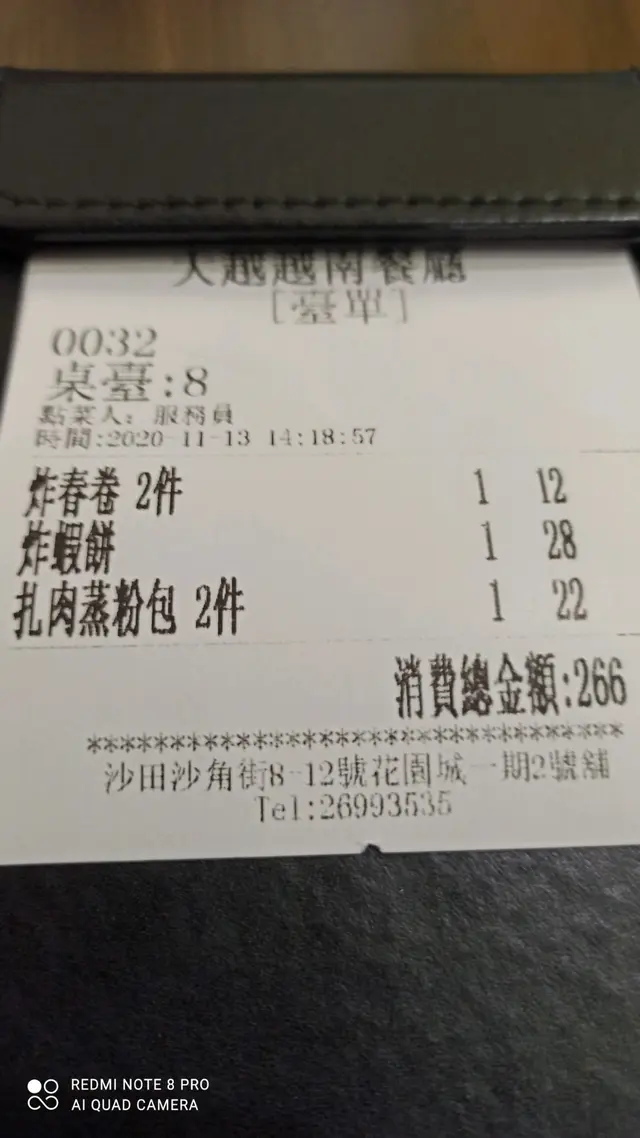 大越越南餐廳
[臺單]
0032
桌臺:8
點菜人: 服務員
時間:2020-11-13 14:18:57
炸春卷 2件 1 12
炸蝦餅 1 28
扎肉蒸粉包 2件 1 22
消費總金額:266
************************************
沙田沙角街8-12號花園城一期2號舖
Tel:26993535
REDMI NOTE 8 PRO
AI QUAD CAMERA